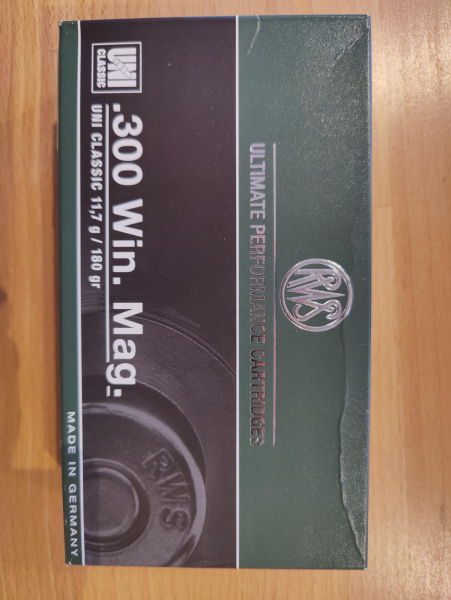 RWS
ULTIMATE PERFORMANCE CARTRIDGES
UNI
CLASSIC
.300 Win. Mag.
UNI CLASSIC 11,7 g / 180 gr
RWS
MADE IN GERMANY